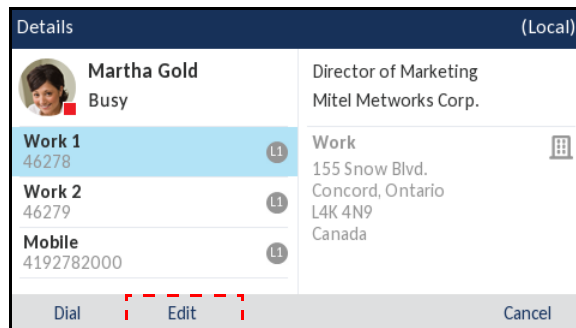 Details (Local)
Martha Gold
Busy
Director of Marketing
Mitel Metworks Corp.
Work 1
46278
L1
Work 2
46279
L1
Mobile
4192782000
L1
Work
155 Snow Blvd.
Concord, Ontario
L4K 4N9
Canada
Dial Edit Cancel